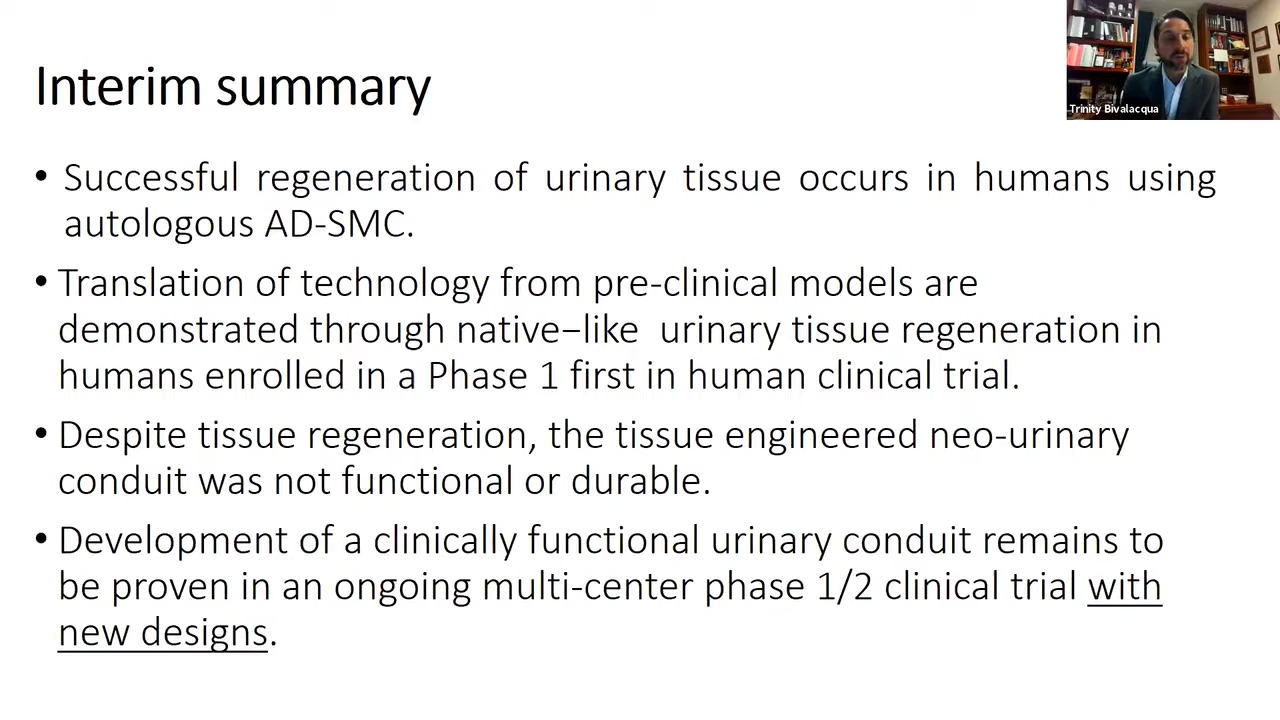 Interim summary
Trinity Bivalacqua
• Successful regeneration of urinary tissue occurs in humans using
autologous AD-SMC.
• Translation of technology from pre-clinical models are
demonstrated through native–like urinary tissue regeneration in
humans enrolled in a Phase 1 first in human clinical trial.
• Despite tissue regeneration, the tissue engineered neo-urinary
conduit was not functional or durable.
• Development of a clinically functional urinary conduit remains to
be proven in an ongoing multi-center phase 1/2 clinical trial with
new designs.